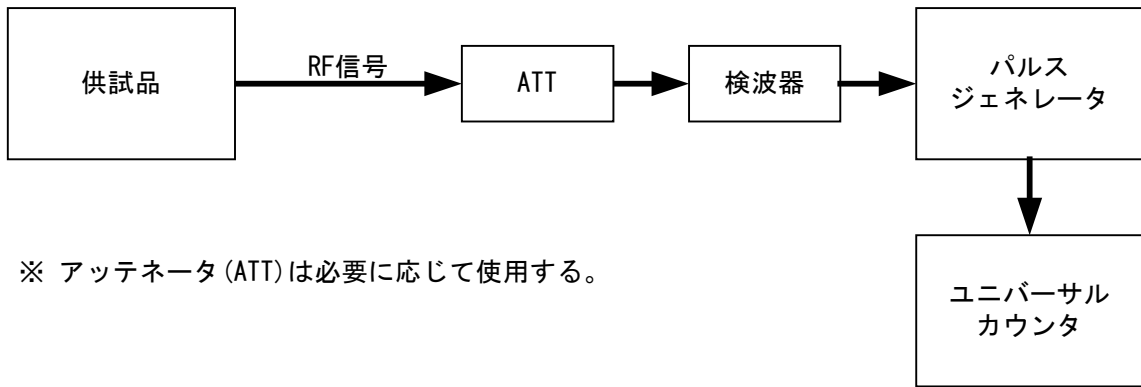 供試品
RF信号
ATT
検波器
パルス
ジェネレータ
※ アッテネータ(ATT)は必要に応じて使用する。
ユニバーサル
カウンタ